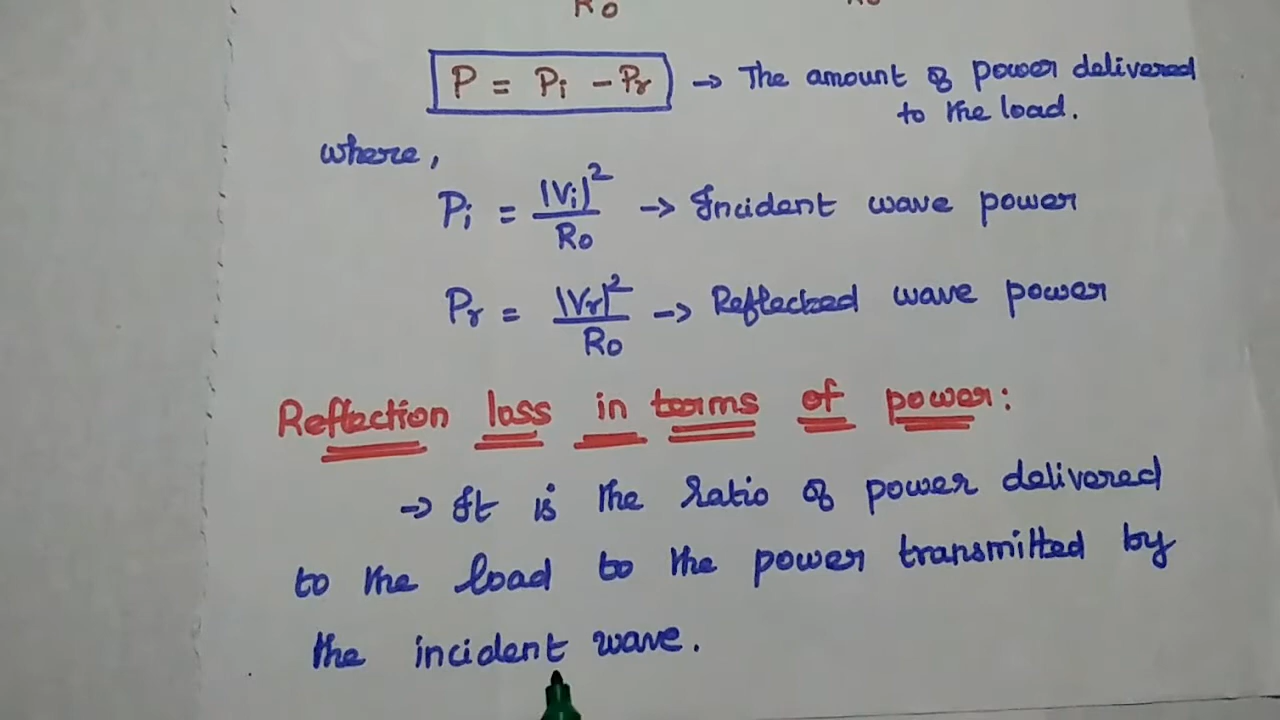 Ro Ro
P = Pi - Pr → The amount of power delivered
to the load.
where,
Pi = |Vi|² / Ro → Incident wave power
Pr = |Vr|² / Ro → Reflected wave power
Reflection loss in terms of power:
→ It is the ratio of power delivered
to the load to the power transmitted by
the incident wave.